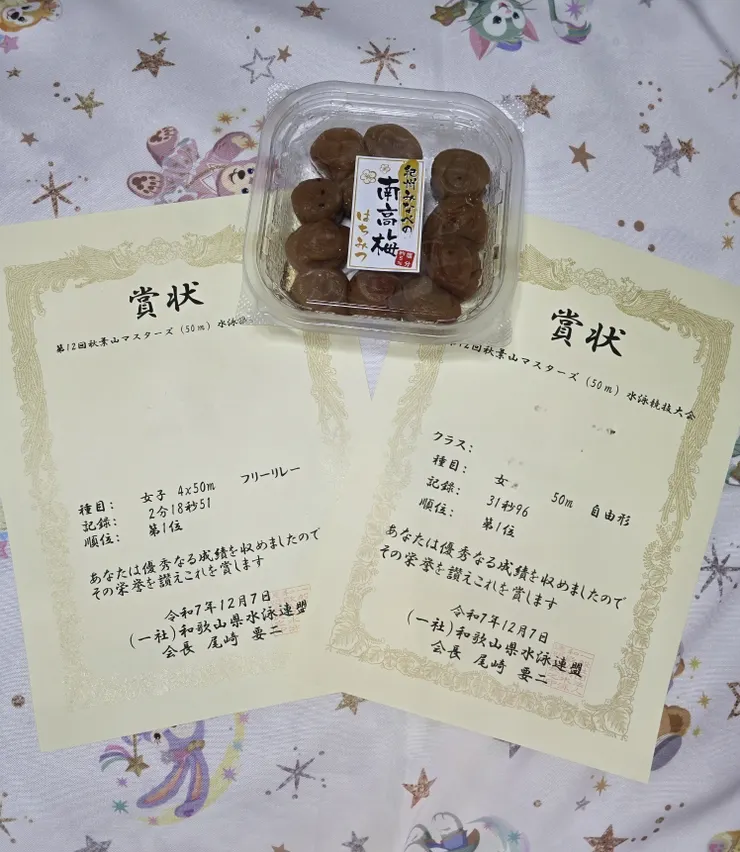 紀州みなべの
南高梅
はちみつ
賞状
第12回秋葉山マスターズ(50m)水泳
種目: 女子 4x50m フリーリレー
記録: 2分18秒51
順位: 第1位
あなたは優秀なる成績を収めましたので
その栄誉を讃えこれを賞します
令和7年12月7日
(一社)和歌山県水泳連盟
会長 尾﨑 要二
賞状
12回秋葉山マスターズ(50m)水泳競技大会
クラス:
種目: 女 50m 自由形
記録: 31秒96
順位: 第1位
あなたは優秀なる成績を収めましたので
その栄誉を讃えこれを賞します
令和7年12月7日
(一社)和歌山県水泳連盟
会長 尾﨑 要二